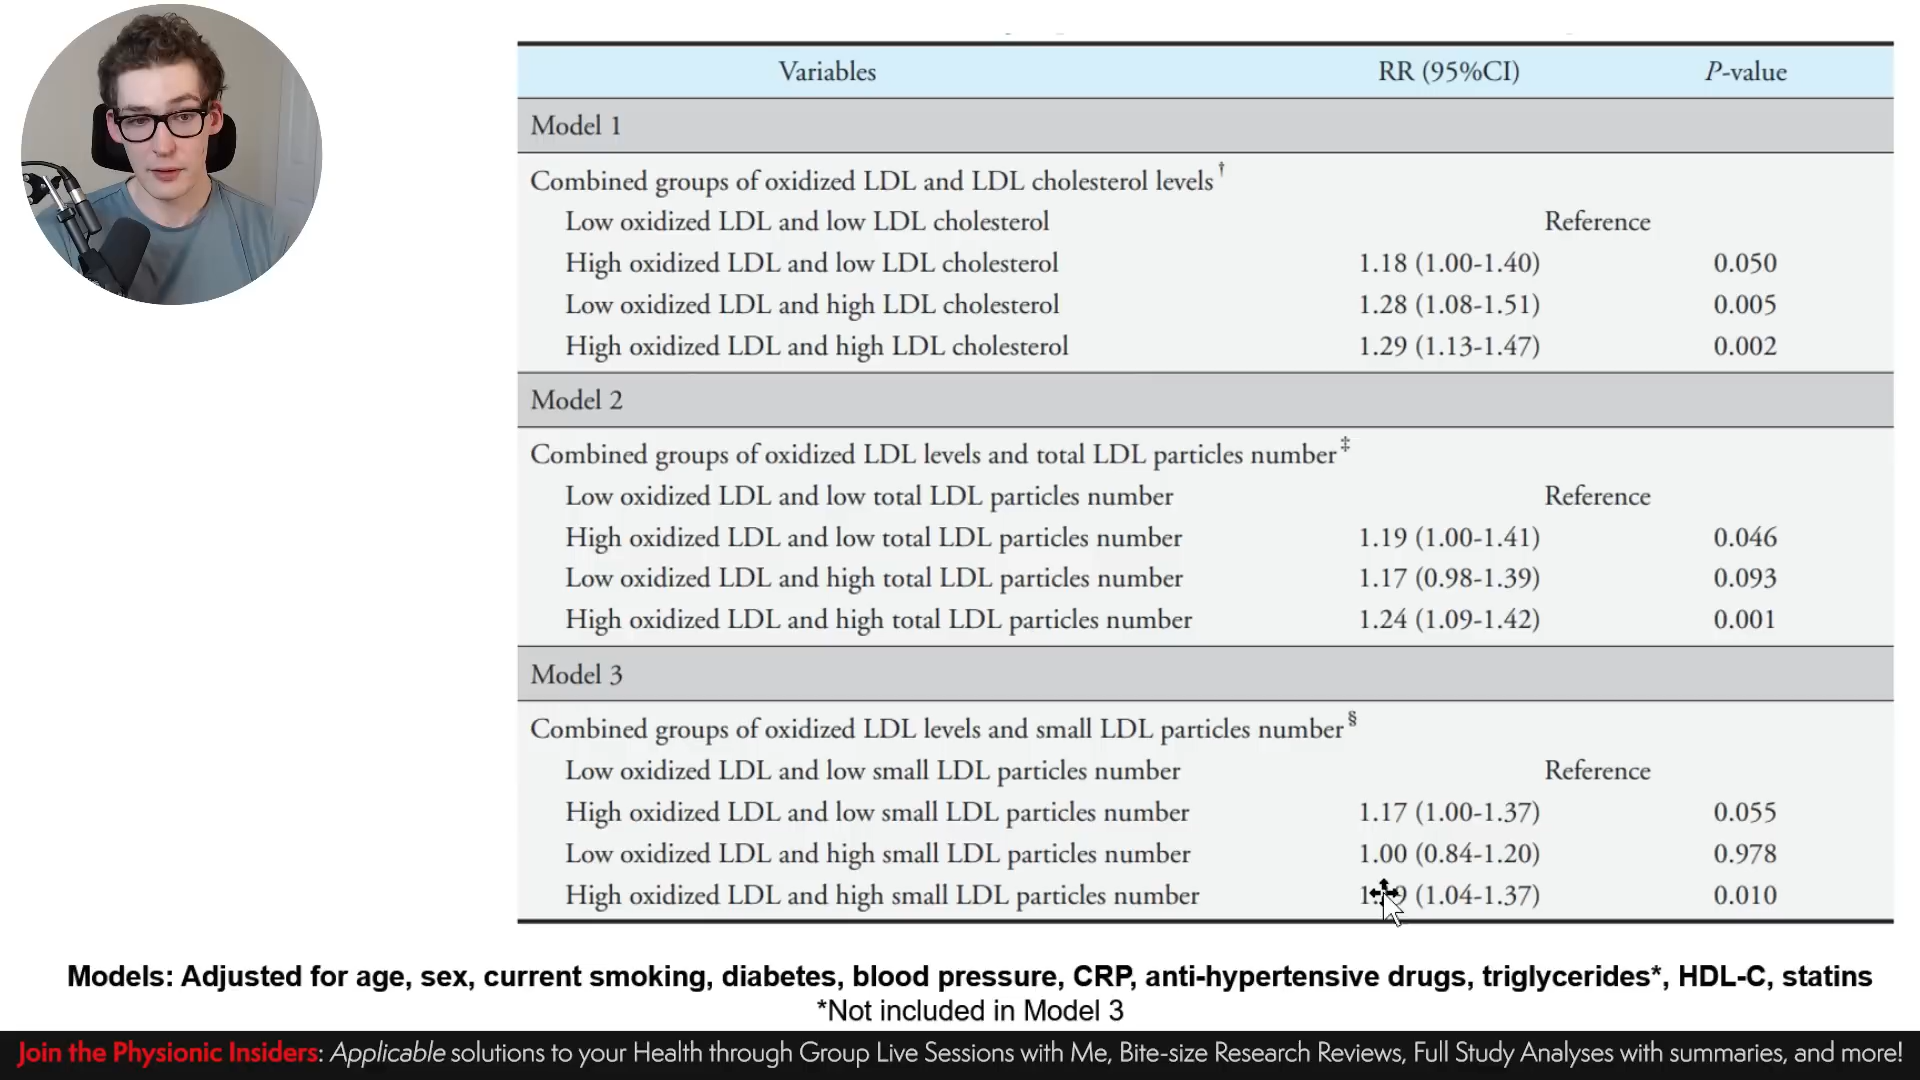 Variables RR (95%CI) P-value
Model 1
Combined groups of oxidized LDL and LDL cholesterol levels†
Low oxidized LDL and low LDL cholesterol Reference
High oxidized LDL and low LDL cholesterol 1.18 (1.00-1.40) 0.050
Low oxidized LDL and high LDL cholesterol 1.28 (1.08-1.51) 0.005
High oxidized LDL and high LDL cholesterol 1.29 (1.13-1.47) 0.002
Model 2
Combined groups of oxidized LDL levels and total LDL particles number‡
Low oxidized LDL and low total LDL particles number Reference
High oxidized LDL and low total LDL particles number 1.19 (1.00-1.41) 0.046
Low oxidized LDL and high total LDL particles number 1.17 (0.98-1.39) 0.093
High oxidized LDL and high total LDL particles number 1.24 (1.09-1.42) 0.001
Model 3
Combined groups of oxidized LDL levels and small LDL particles number§
Low oxidized LDL and low small LDL particles number Reference
High oxidized LDL and low small LDL particles number 1.17 (1.00-1.37) 0.055
Low oxidized LDL and high small LDL particles number 1.00 (0.84-1.20) 0.978
High oxidized LDL and high small LDL particles number (1.04-1.37) 0.010
Models: Adjusted for age, sex, current smoking, diabetes, blood pressure, CRP, anti-hypertensive drugs, triglycerides*, HDL-C, statins
*Not included in Model 3
Join the Physionic Insiders: Applicable solutions to your Health through Group Live Sessions with Me, Bite-size Research Reviews, Full Study Analyses with summaries, and more!